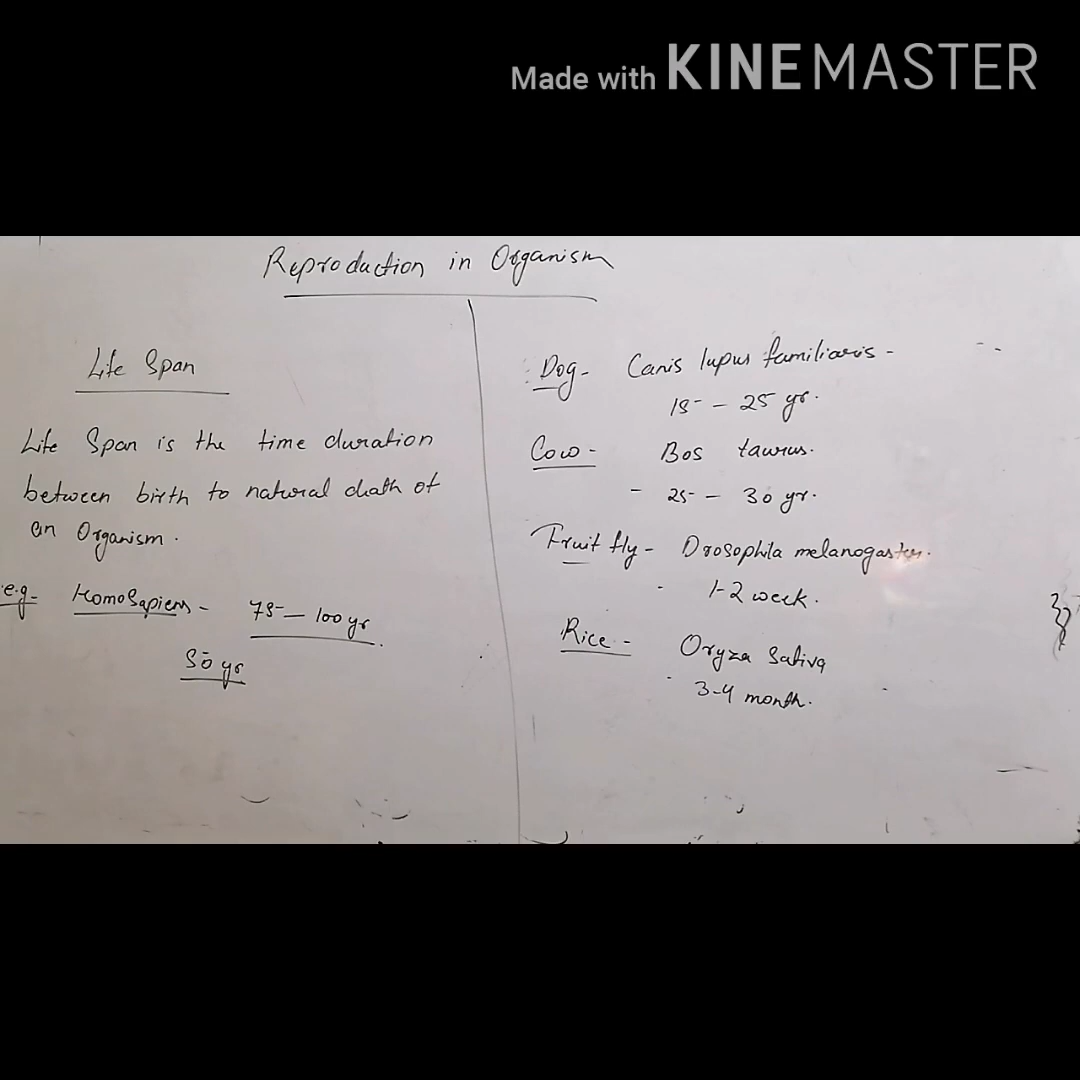 Made with KINEMASTER
Reproduction in Organism
Life Span
Life Span is the time duration
between birth to natural death of
an Organism.
e.g- HomoSapiens - 75 - 100 yr.
yr
Dog - Canis lupus familiaris -
15 - 25 yr.
Cow - Bos taurus.
- 25 - 30 yr.
Fruit fly - Drosophila melanogaster.
1-2 week.
Rice - Oryza Sativa
3-4 month.